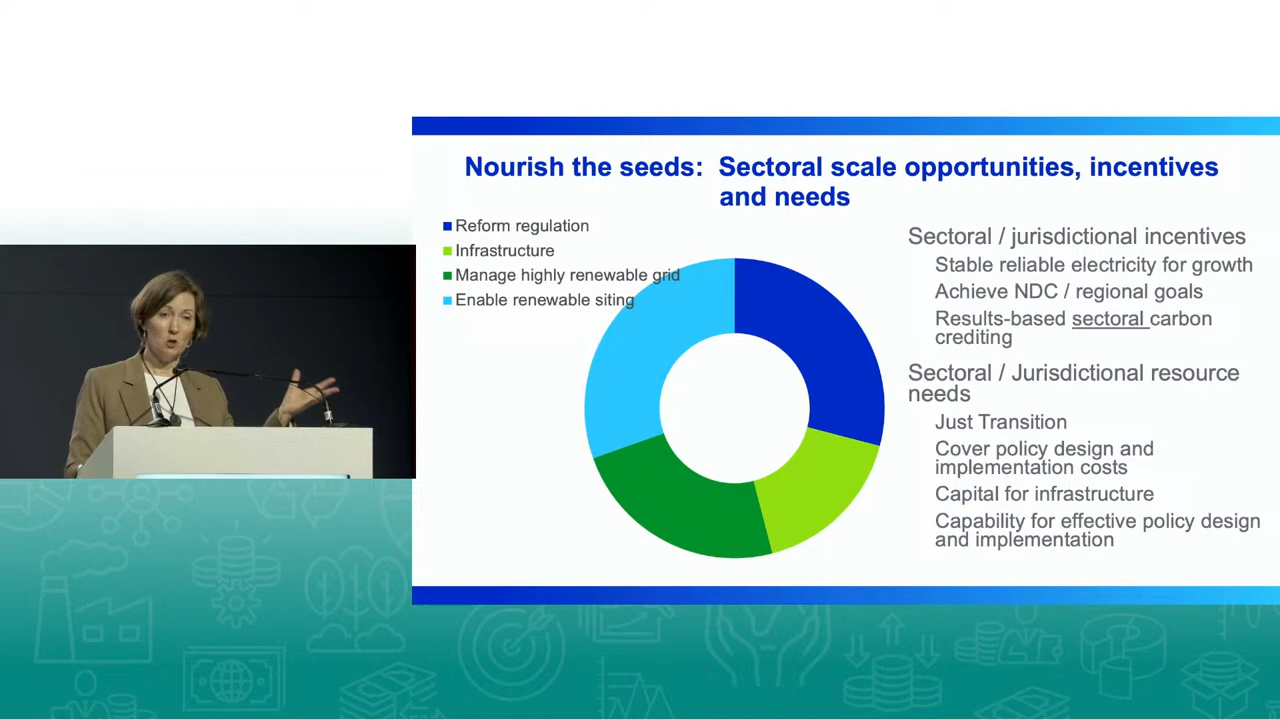 Nourish the seeds:  Sectoral scale opportunities, incentives
and needs
Reform regulation
Infrastructure
Manage highly renewable grid
Enable renewable siting
Sectoral / jurisdictional incentives
Stable reliable electricity for growth
Achieve NDC / regional goals
Results-based sectoral carbon
crediting
Sectoral / Jurisdictional resource
needs
Just Transition
Cover policy design and
implementation costs
Capital for infrastructure
Capability for effective policy design
and implementation